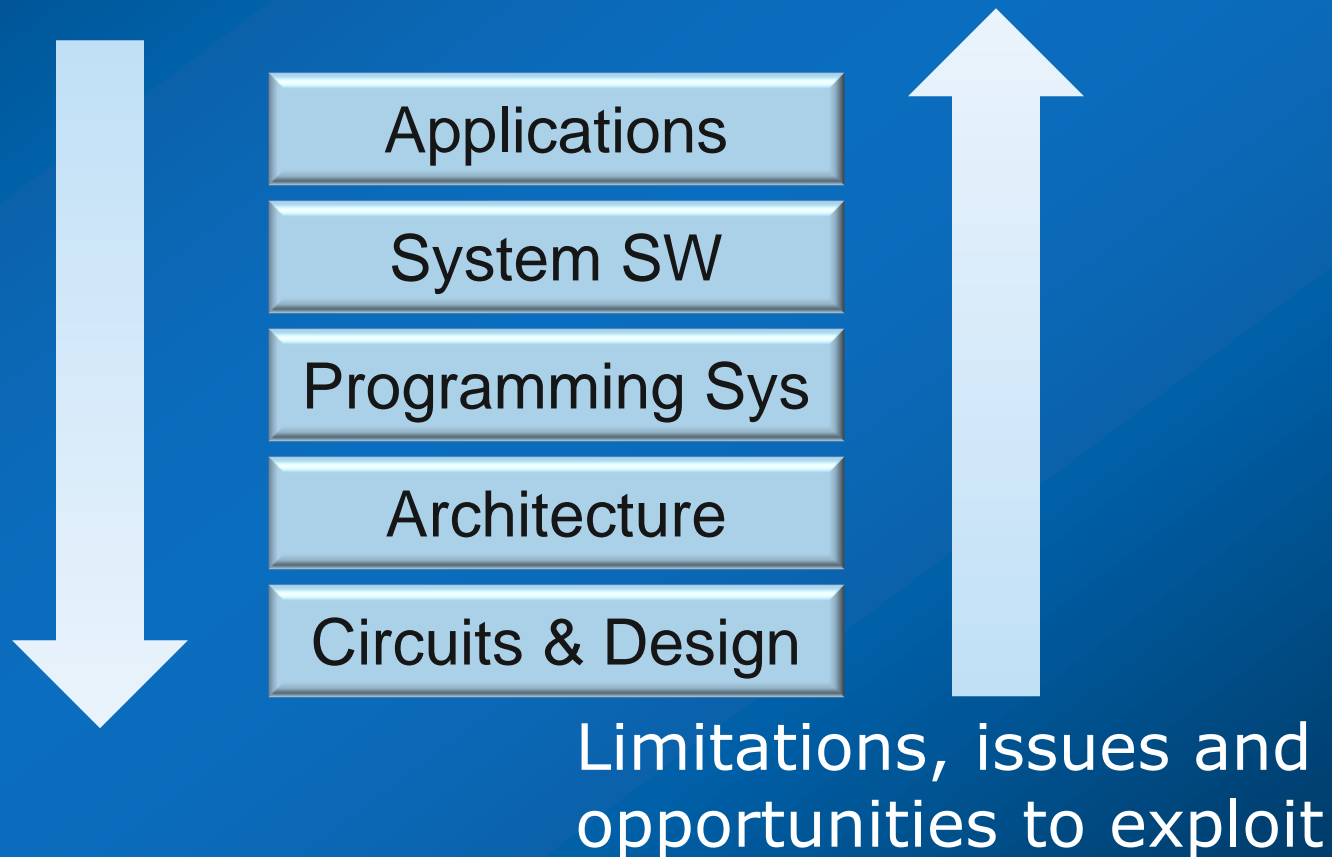 Applications
System SW
Programming Sys
Architecture
Circuits & Design
Limitations, issues and
opportunities to exploit